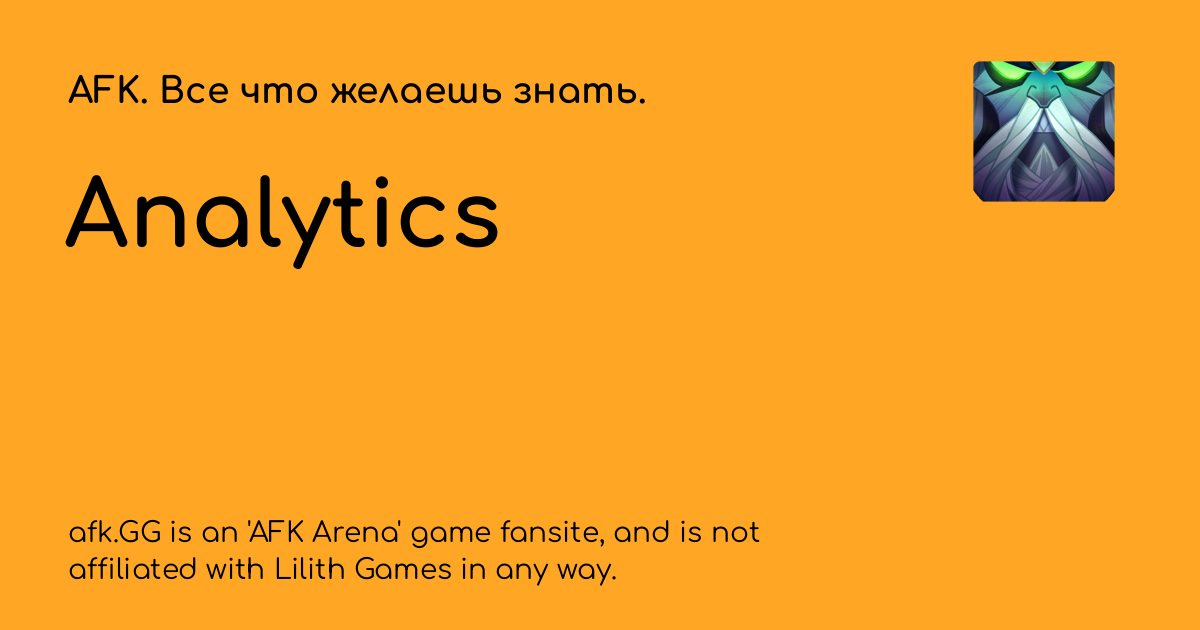 AFK. Все что желаешь знать.
Analytics
afk.GG is an 'AFK Arena' game fansite, and is not
affiliated with Lilith Games in any way.